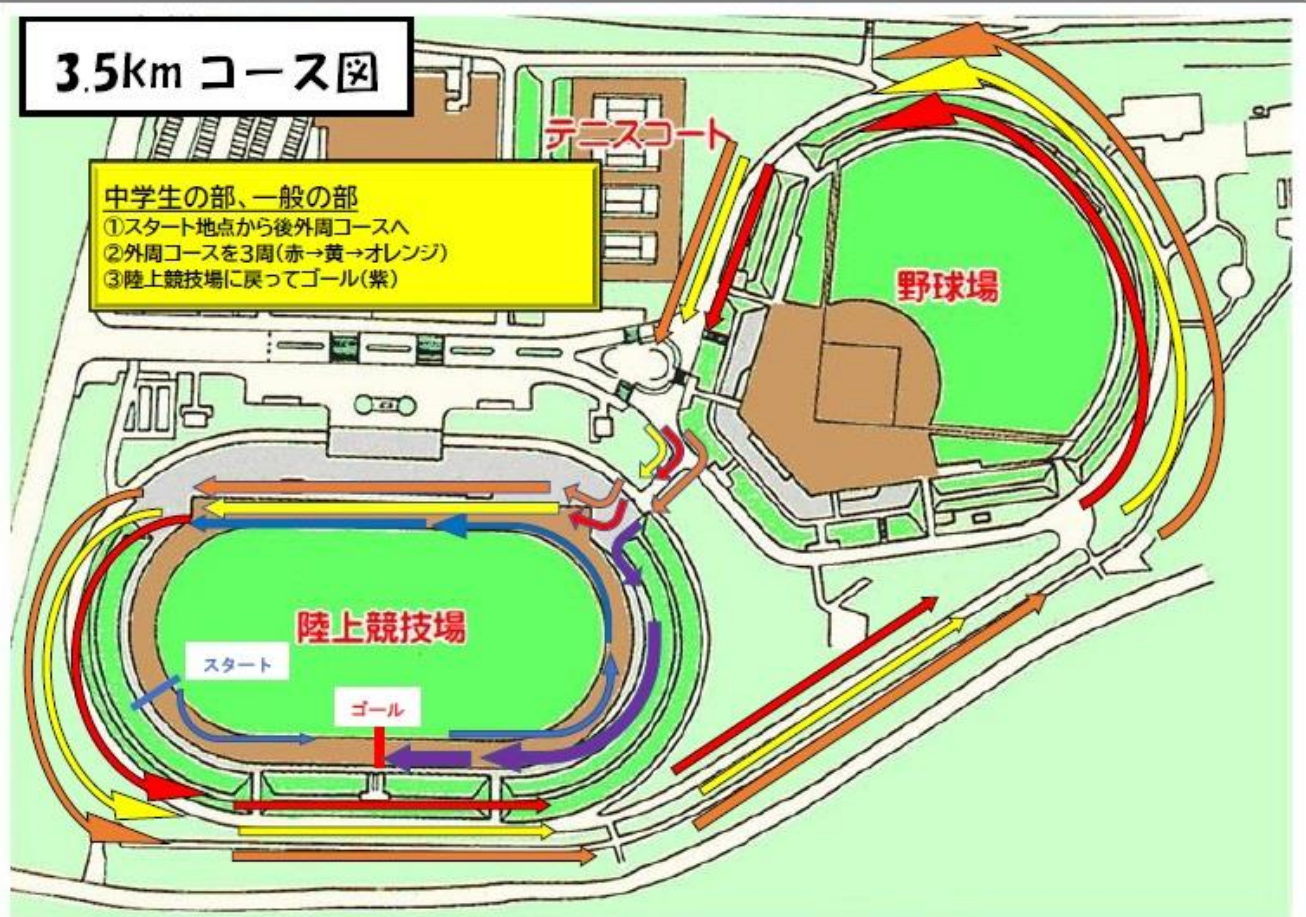 3.5km コース図
テニスコート
中学生の部、一般の部
①スタート地点から後外周コースへ
②外周コースを3周(赤→黄→オレンジ)
③陸上競技場に戻ってゴール(紫)
野球場
陸上競技場
スタート
ゴール